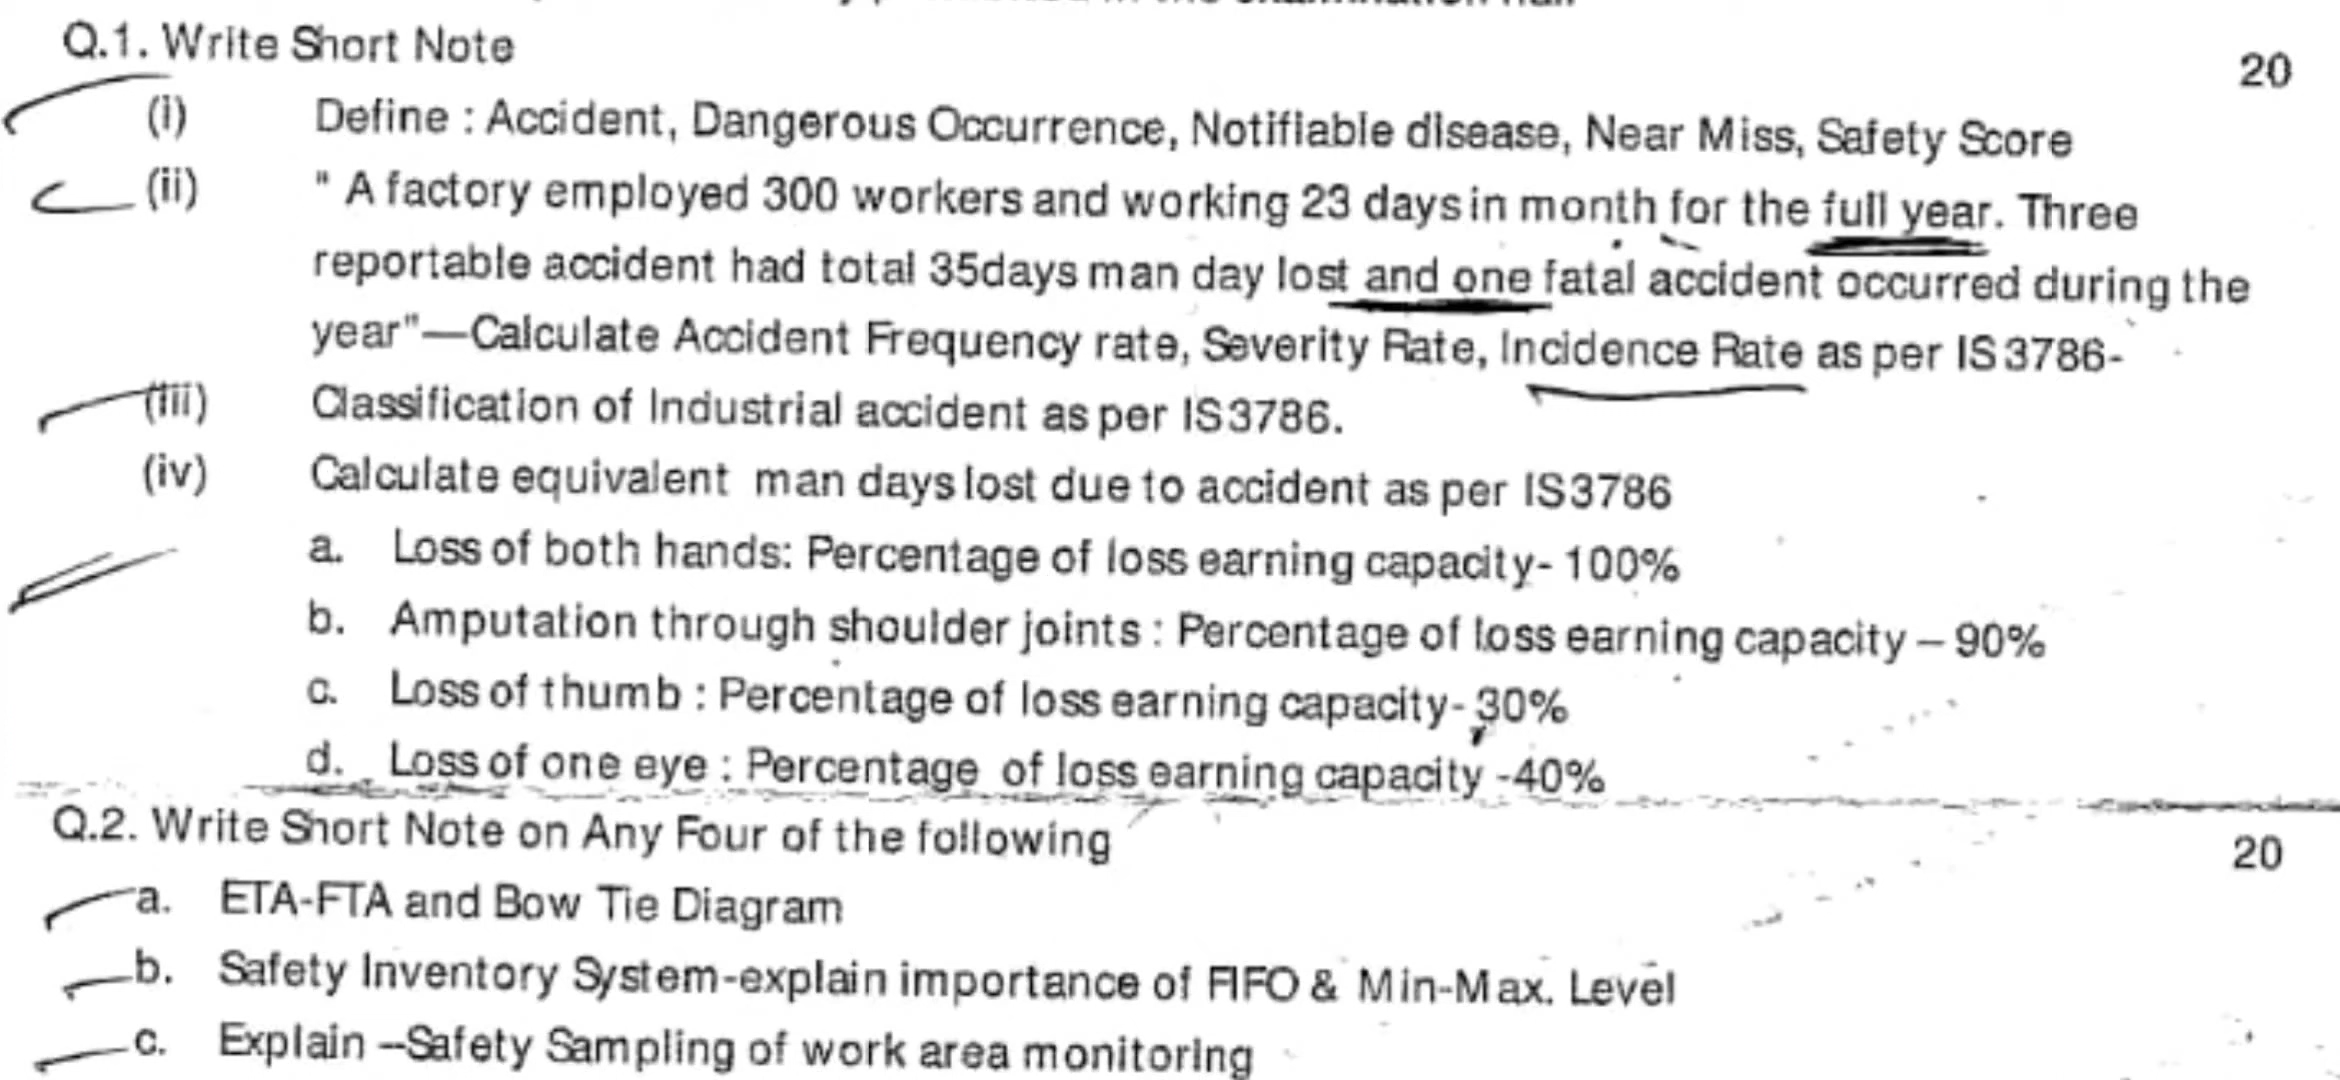 Q.1. Write Short Note
20
(i) Define : Accident, Dangerous Occurrence, Notifiable disease, Near Miss, Safety Score
(ii) " A factory employed 300 workers and working 23 days in month for the full year. Three
reportable accident had total 35days man day lost and one fatal accident occurred during the
year"—Calculate Accident Frequency rate, Severity Rate, Incidence Rate as per IS 3786-
(iii) Classification of Industrial accident as per IS3786.
(iv) Calculate equivalent man days lost due to accident as per IS3786
a. Loss of both hands: Percentage of loss earning capacity- 100%
b. Amputation through shoulder joints : Percentage of loss earning capacity – 90%
c. Loss of thumb : Percentage of loss earning capacity- 30%
d. Loss of one eye : Percentage of loss earning capacity -40%
Q.2. Write Short Note on Any Four of the following
20
a. ETA-FTA and Bow Tie Diagram
b. Safety Inventory System-explain importance of FIFO & Min-Max. Level
c. Explain –Safety Sampling of work area monitoring